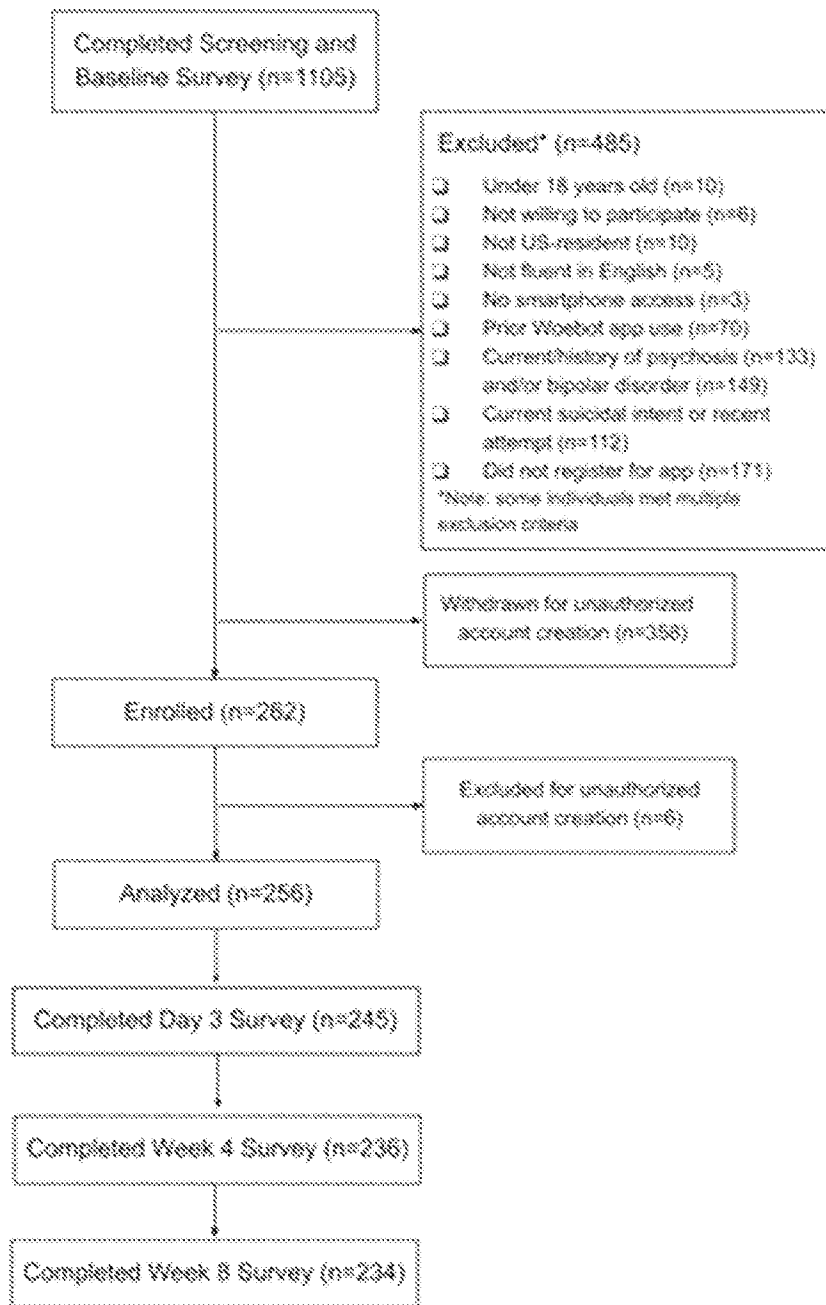 Completed Screening and
Baseline Survey (n=1105)
Excluded* (n=485)
❑ Under 18 years old (n=10)
❑ Not willing to participate (n=6)
❑ Not US-resident (n=10)
❑ Not fluent in English (n=5)
❑ No smartphone access (n=3)
❑ Prior Woebot app use (n=70)
❑ Current/history of psychosis (n=133)
and/or bipolar disorder (n=149)
❑ Current suicidal intent or recent
attempt (n=112)
❑ Did not register for app (n=171)
*Note: some individuals met multiple
exclusion criteria
Withdrawn for unauthorized
account creation (n=358)
Enrolled (n=262)
Excluded for unauthorized
account creation (n=6)
Analyzed (n=256)
Completed Day 3 Survey (n=245)
Completed Week 4 Survey (n=236)
Completed Week 8 Survey (n=234)